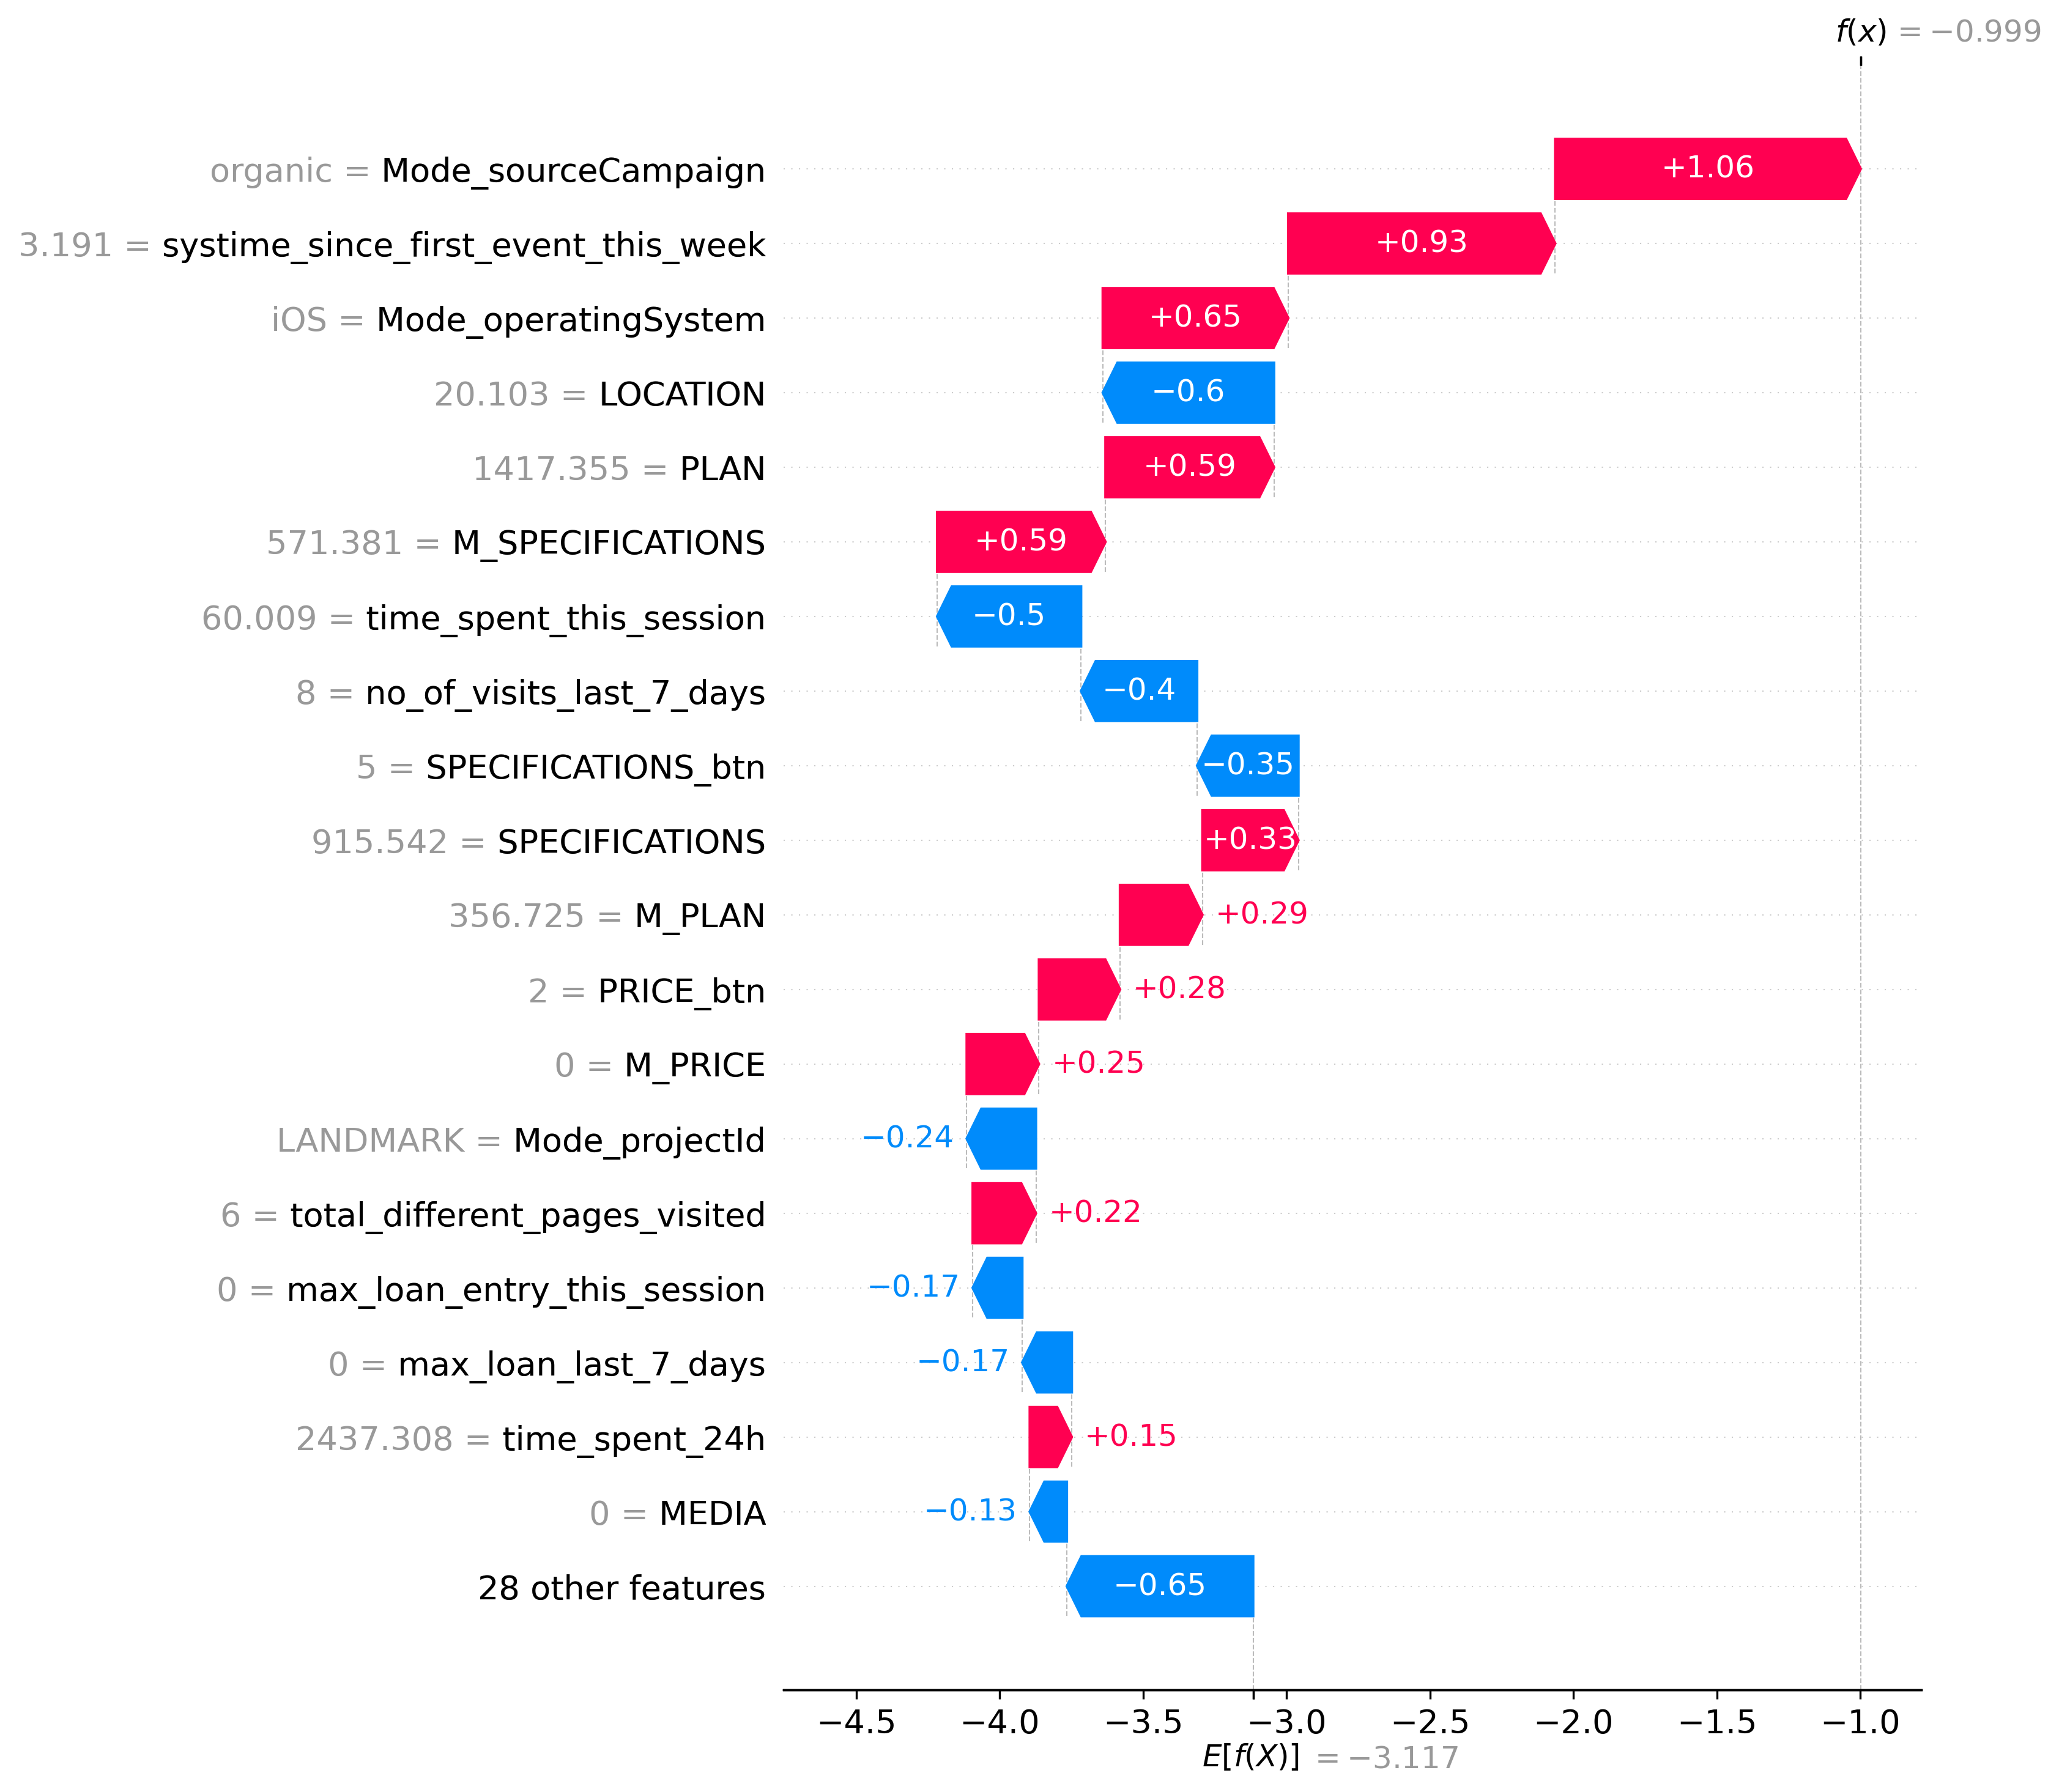 f(x) = −0.999
organic = Mode_sourceCampaign +1.06
3.191 = systime_since_first_event_this_week +0.93
iOS = Mode_operatingSystem +0.65
20.103 = LOCATION −0.6
1417.355 = PLAN +0.59
571.381 = M_SPECIFICATIONS +0.59
60.009 = time_spent_this_session −0.5
8 = no_of_visits_last_7_days −0.4
5 = SPECIFICATIONS_btn −0.35
915.542 = SPECIFICATIONS +0.33
356.725 = M_PLAN +0.29
2 = PRICE_btn +0.28
0 = M_PRICE +0.25
LANDMARK = Mode_projectId −0.24
6 = total_different_pages_visited +0.22
0 = max_loan_entry_this_session −0.17
0 = max_loan_last_7_days −0.17
2437.308 = time_spent_24h +0.15
0 = MEDIA −0.13
28 other features −0.65
−4.5 −4.0 −3.5 −3.0 −2.5 −2.0 −1.5 −1.0
E[f(X)] = −3.117